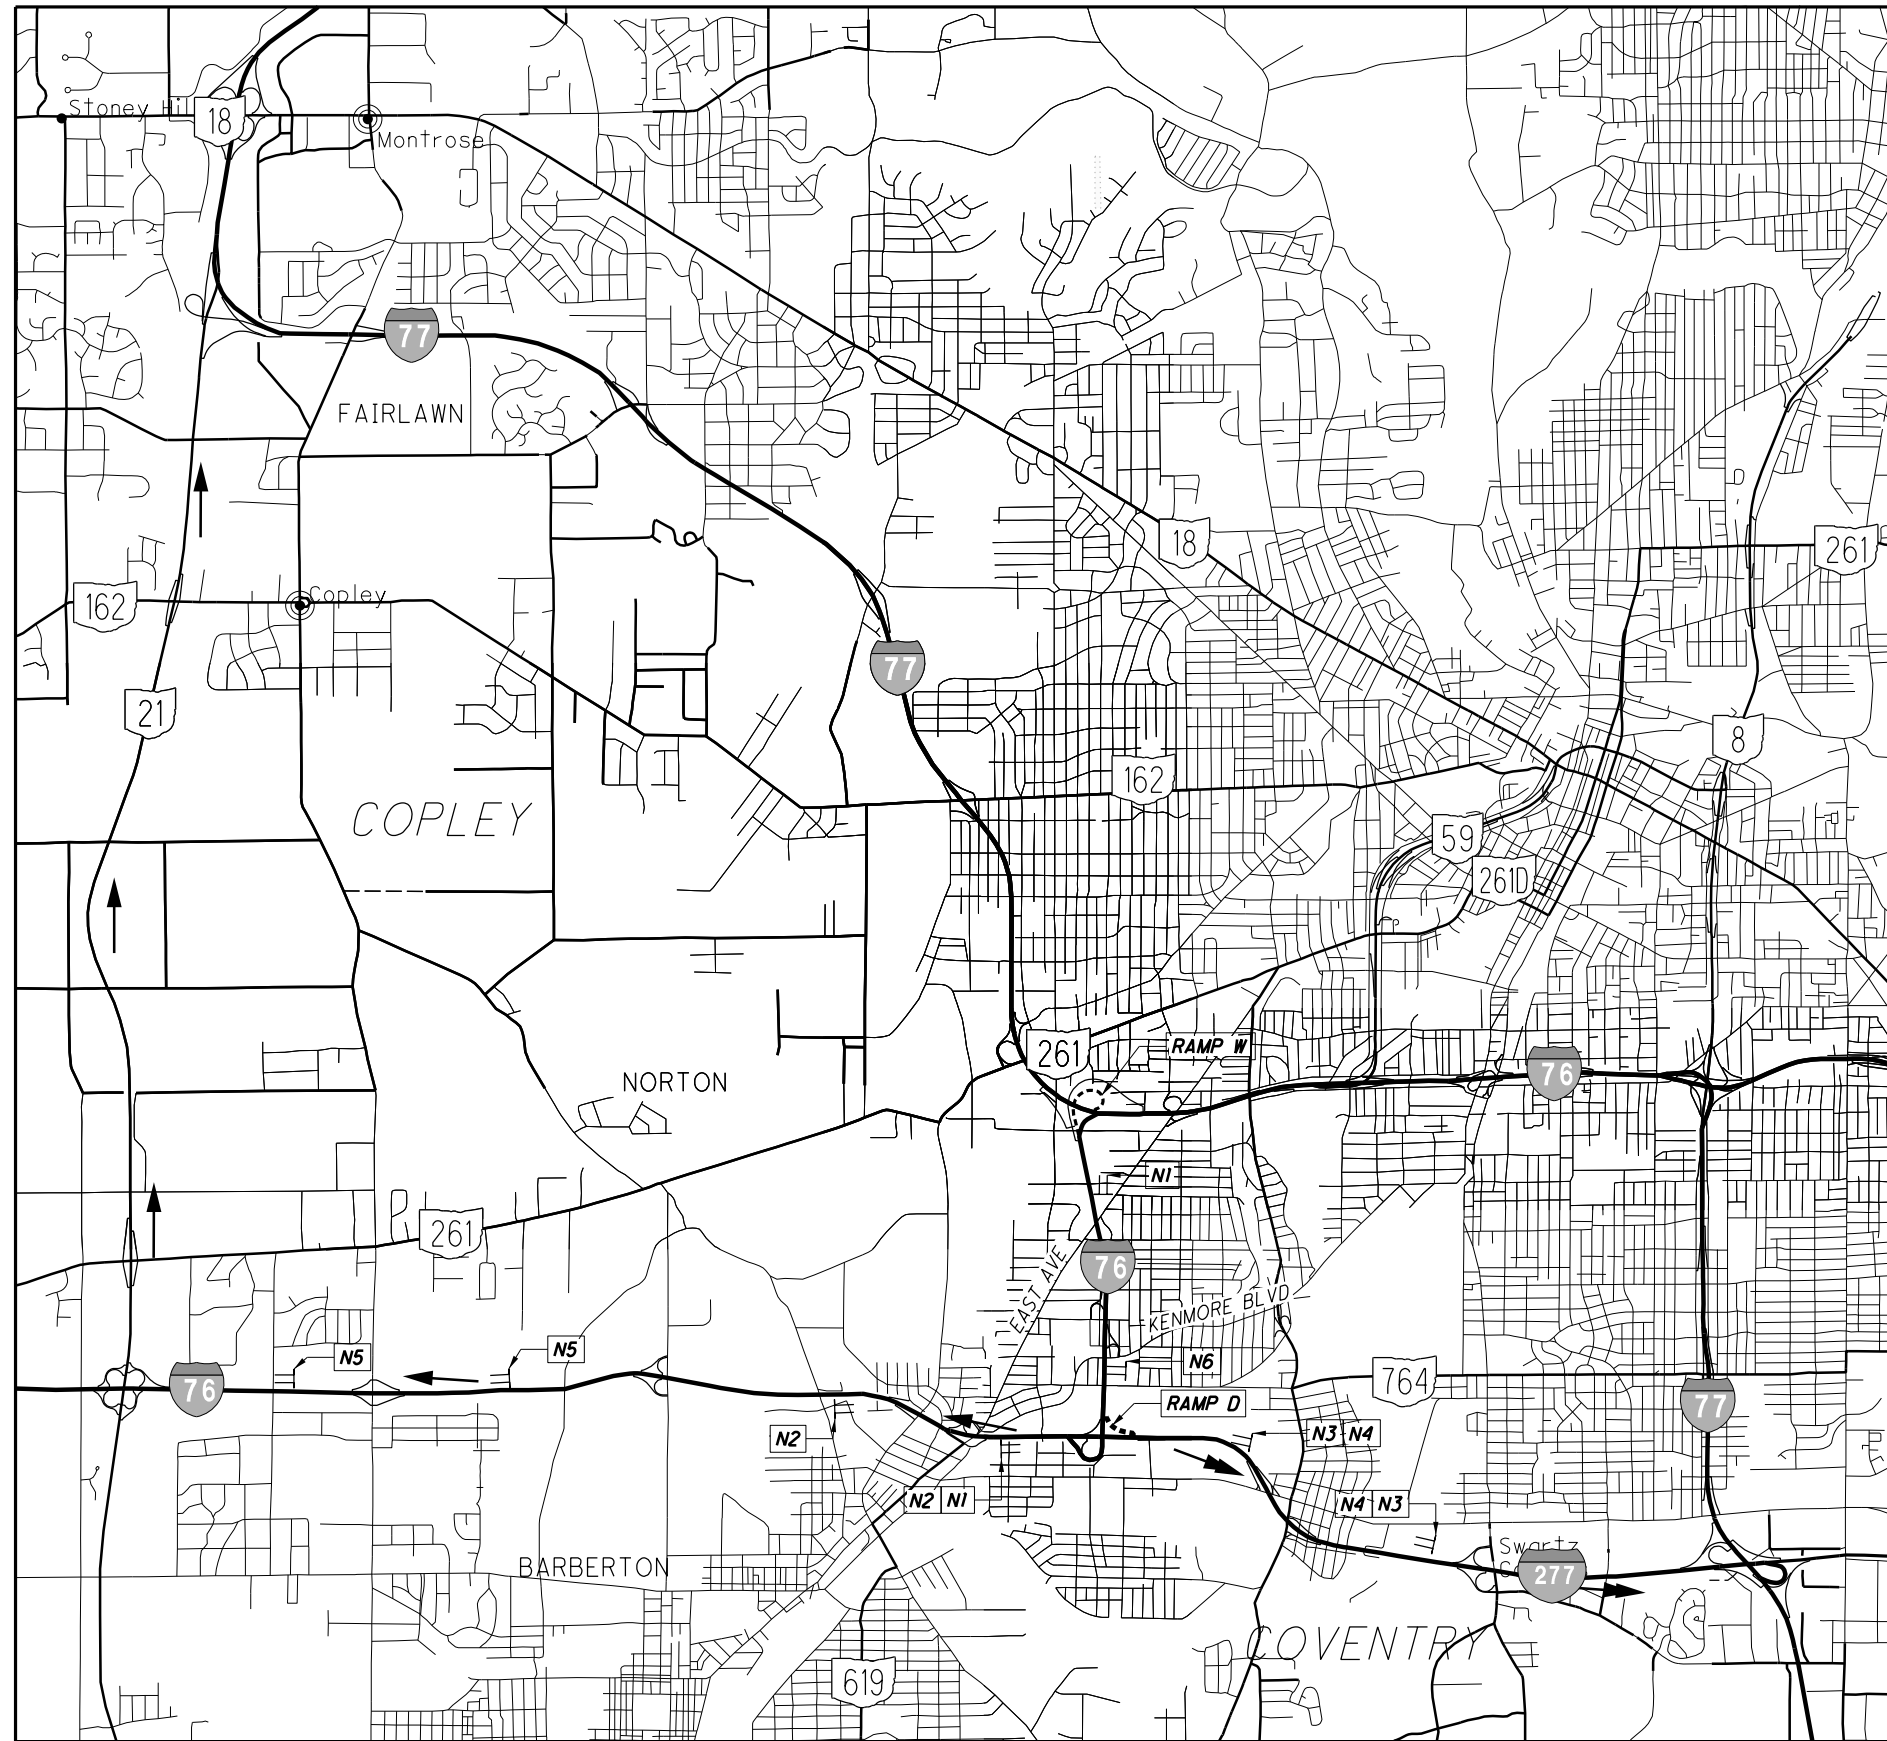 Stoney Hill
18
Montrose
77
FAIRLAWN
18
261
162
Copley
77
21
8
162
COPLEY
59
261D
261
RAMP W
76
NORTON
N1
261
76
EAST AVE
KENMORE BLVD
N5
N5
N6
764
76
RAMP D
77
N2
N3 N4
N2 N1
N4 N3
Swartz
277
BARBERTON
COVENTRY
619